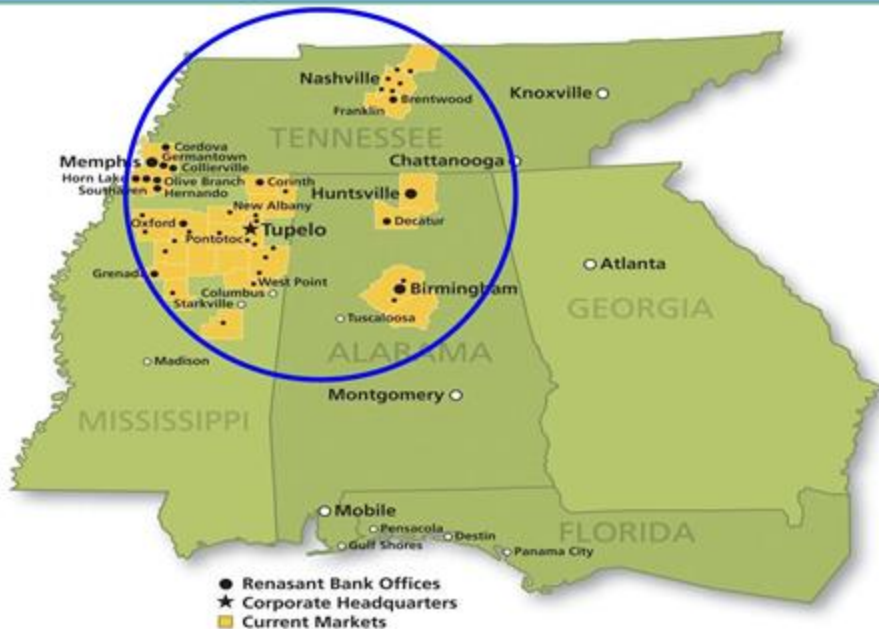 Nashville
Brentwood
Franklin
Knoxville
TENNESSEE
Cordova
Memphis
Germantown
Collierville
Chattanooga
Horn Lake
Olive Branch
Corinth
Southaven
Hernando
Huntsville
New Albany
Oxford
Decatur
Tupelo
Pontotoc
Atlanta
Grenada
West Point
Birmingham
Columbus
Starkville
GEORGIA
Tuscaloosa
ALABAMA
Madison
Montgomery
MISSISSIPPI
Mobile
Pensacola
Destin
FLORIDA
Gulf Shores
Panama City
Renasant Bank Offices
Corporate Headquarters
Current Markets